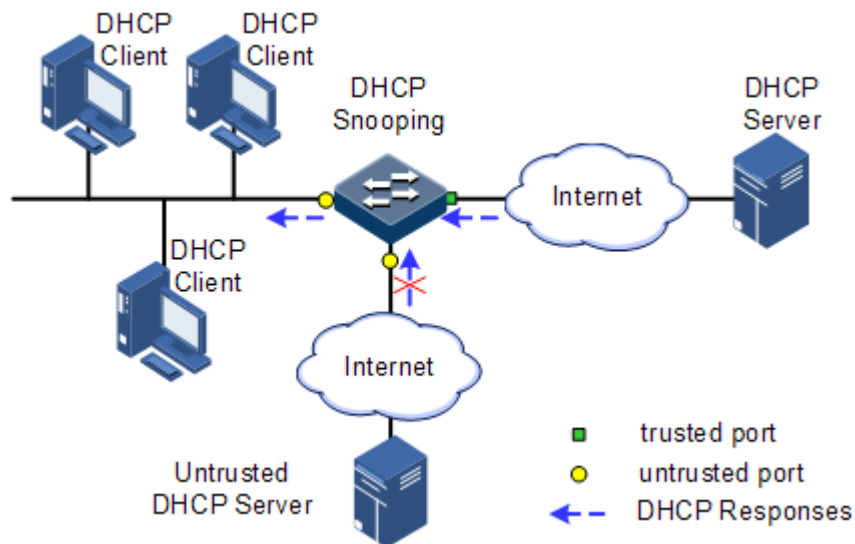 DHCP
Client
DHCP
Client
DHCP
Snooping
DHCP
Server
Internet
DHCP
Client
Internet
Untrusted
DHCP Server
trusted port
untrusted port
DHCP Responses